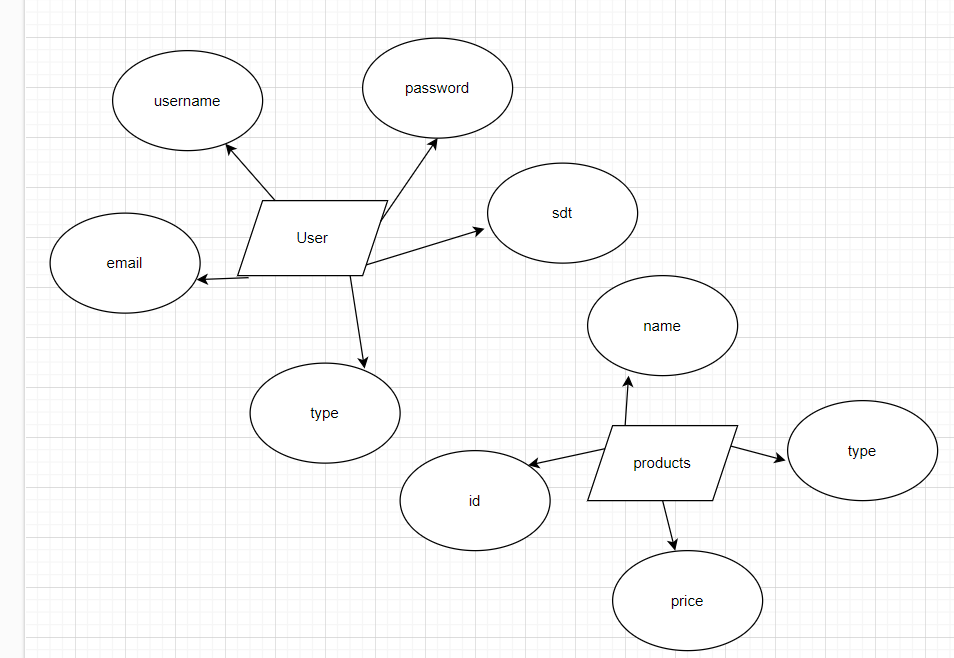 password
username
sdt
User
email
name
type
type
products
id
price